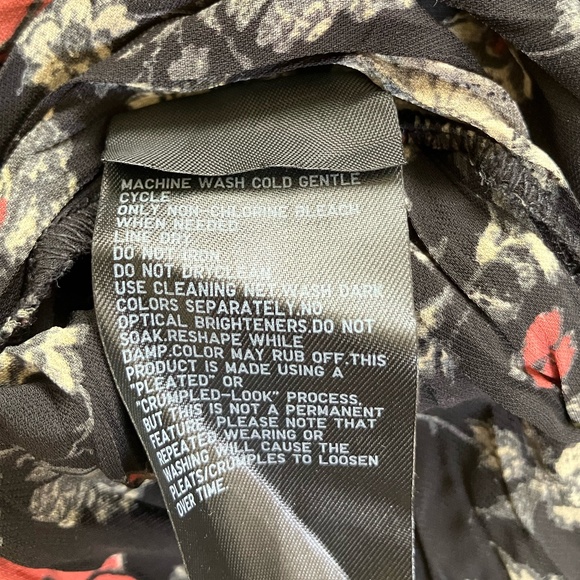 MACHINE WASH COLD GENTLE
CYCLE
ONLY NON-CHLORINE BLEACH
WHEN NEEDED
LINE DRY
DO NOT IRON
DO NOT DRYCLEAN
USE CLEANING NET.WASH DARK
COLORS SEPARATELY.NO
OPTICAL BRIGHTENERS.DO NOT
SOAK.RESHAPE WHILE
DAMP.COLOR MAY RUB OFF.THIS
PRODUCT IS MADE USING A
"PLEATED" OR
"CRUMPLED-LOOK" PROCESS,
BUT THIS IS NOT A PERMANENT
FEATURE. PLEASE NOTE THAT
REPEATED WEARING OR
WASHING WILL CAUSE THE
PLEATS/CRUMPLES TO LOOSEN
OVER TIME.